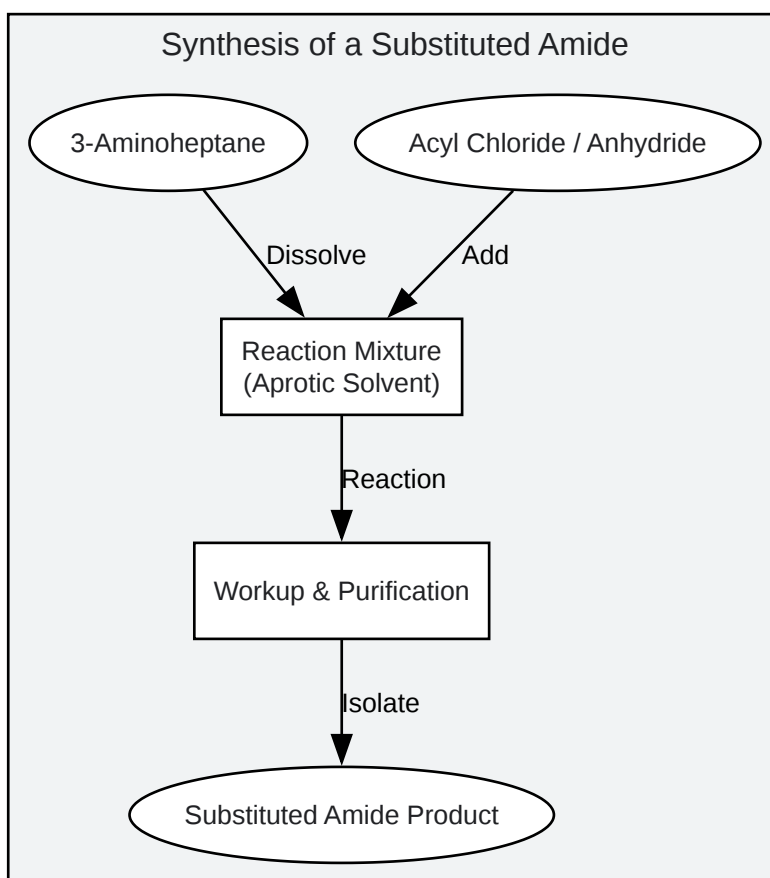 Synthesis of a Substituted Amide
3-Aminoheptane
Acyl Chloride / Anhydride
Dissolve
Add
Reaction Mixture
(Aprotic Solvent)
Reaction
Workup & Purification
Isolate
Substituted Amide Product